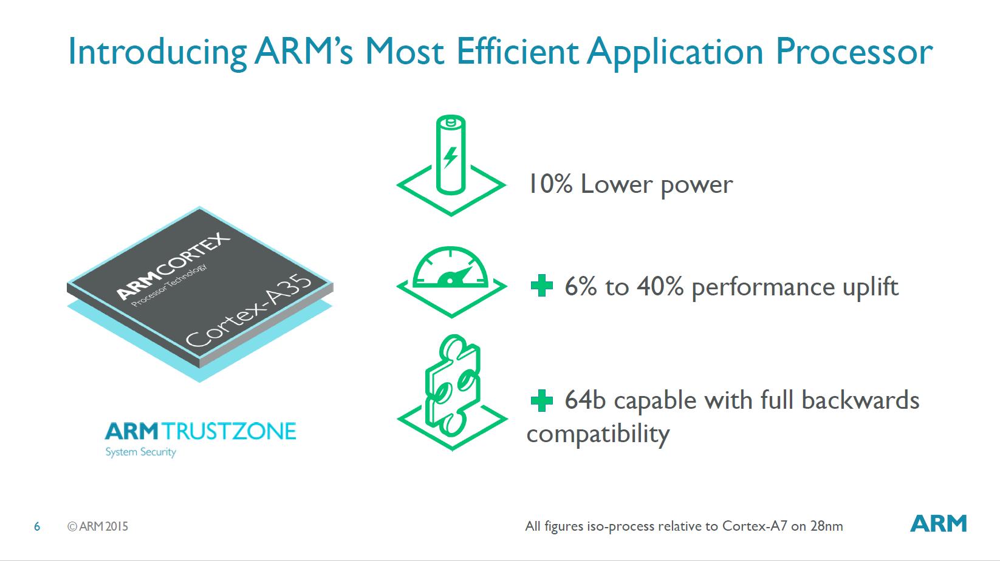 Introducing ARM's Most Efficient Application Processor
10% Lower power
ARMCORTEX
Processor Technology
Cortex-A35
6% to 40% performance uplift
64b capable with full backwards
compatibility
ARMTRUSTZONE
System Security
6 © ARM 2015
All figures iso-process relative to Cortex-A7 on 28nm
ARM